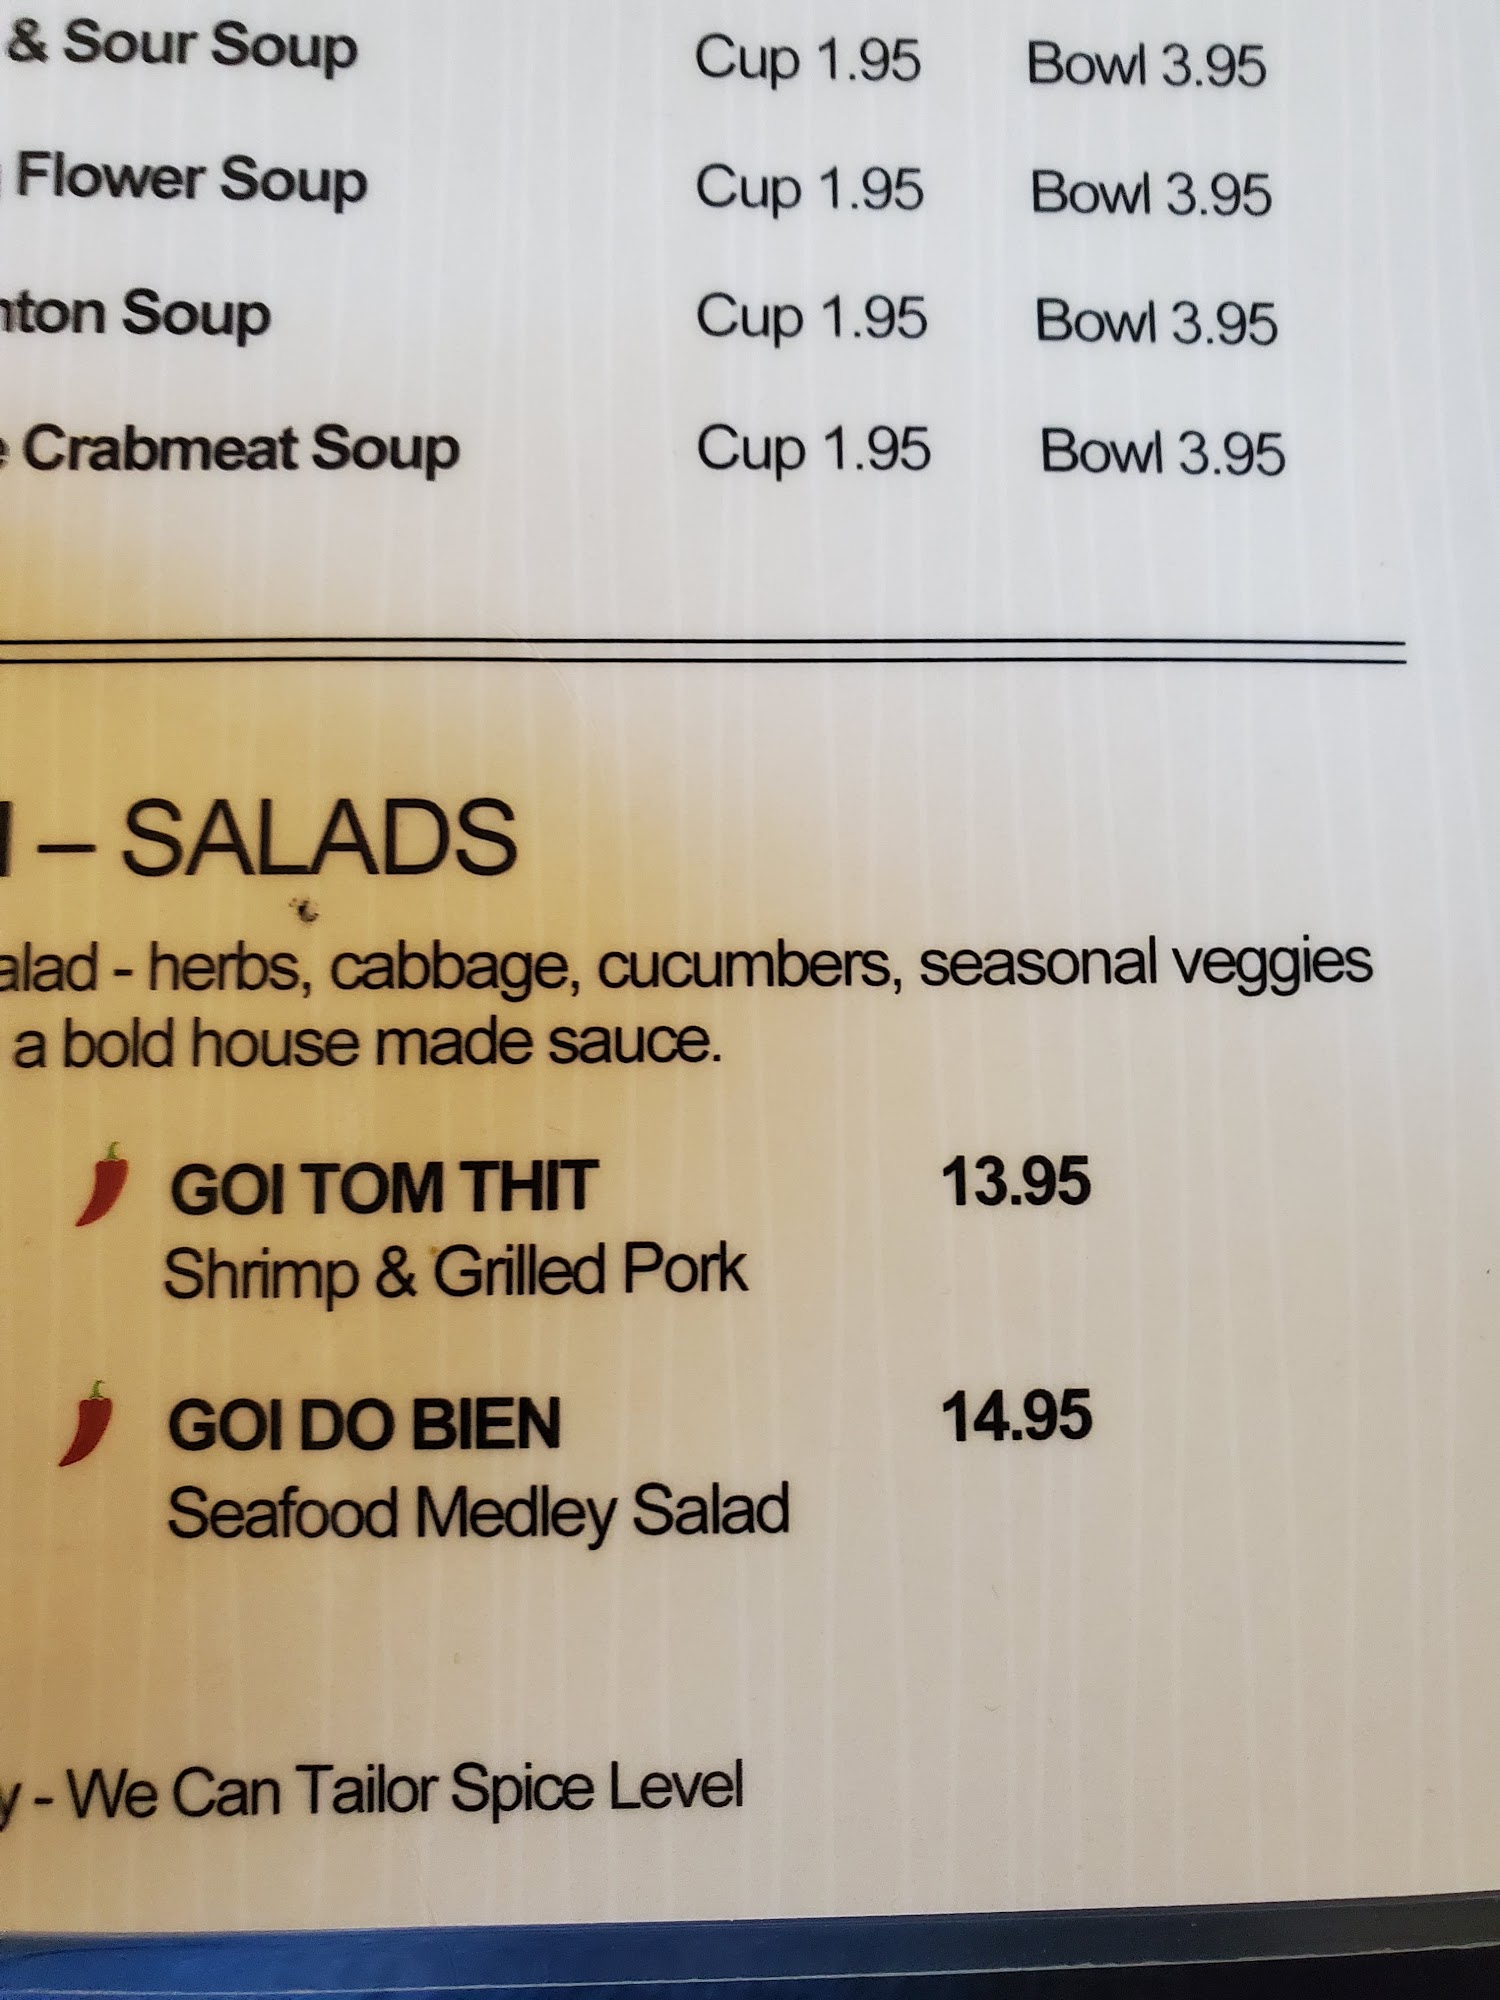 & Sour Soup Cup 1.95 Bowl 3.95
Flower Soup Cup 1.95 Bowl 3.95
Soup Cup 1.95 Bowl 3.95
Crabmeat Soup Cup 1.95 Bowl 3.95
– SALADS
- herbs, cabbage, cucumbers, seasonal veggies
a bold house made sauce.
GOI TOM THIT 13.95
Shrimp & Grilled Pork
GOI DO BIEN 14.95
Seafood Medley Salad
- We Can Tailor Spice Level